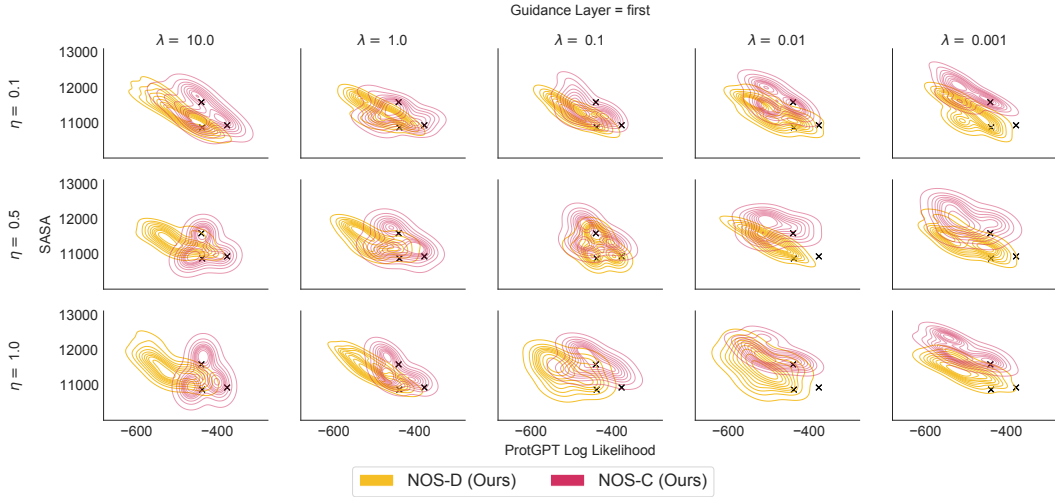 Guidance Layer = first
λ = 10.0
λ = 1.0
λ = 0.1
λ = 0.01
λ = 0.001
η = 0.1
13000
12000
11000
η = 0.5
SASA
13000
12000
11000
η = 1.0
13000
12000
11000
−600 −400 −600 −400 −600 −400 −600 −400 −600 −400
ProtGPT Log Likelihood
NOS-D (Ours) NOS-C (Ours)